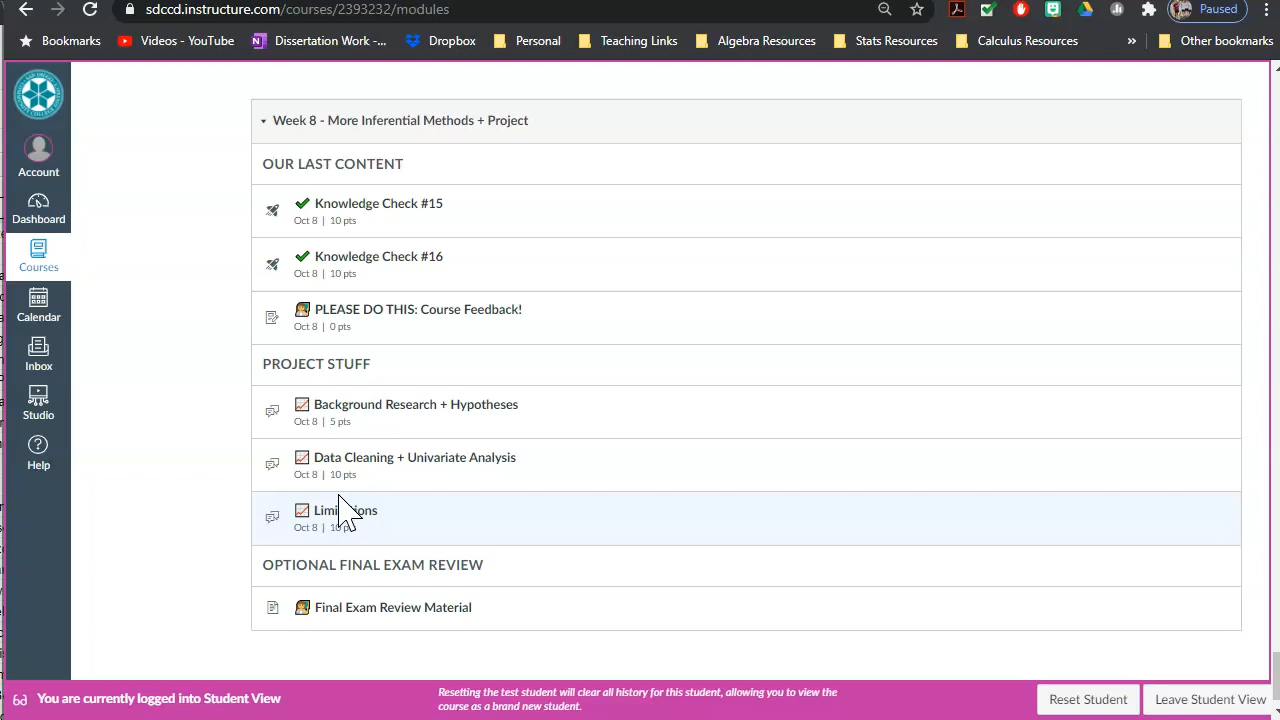 sdccd.instructure.com/courses/2393232/modules
Paused
Bookmarks
Videos - YouTube
Dissertation Work -...
Dropbox
Personal
Teaching Links
Algebra Resources
Stats Resources
Calculus Resources
»
Other bookmarks
Account
Dashboard
Courses
Calendar
Inbox
Studio
Help
Week 8 - More Inferential Methods + Project
OUR LAST CONTENT
Knowledge Check #15
Oct 8 | 10 pts
Knowledge Check #16
Oct 8 | 10 pts
PLEASE DO THIS: Course Feedback!
Oct 8 | 0 pts
PROJECT STUFF
Background Research + Hypotheses
Oct 8 | 5 pts
Data Cleaning + Univariate Analysis
Oct 8 | 10 pts
Oct 8 | 10 pts
OPTIONAL FINAL EXAM REVIEW
Final Exam Review Material
You are currently logged into Student View
Resetting the test student will clear all history for this student, allowing you to view the
course as a brand new student.
Reset Student
Leave Student View